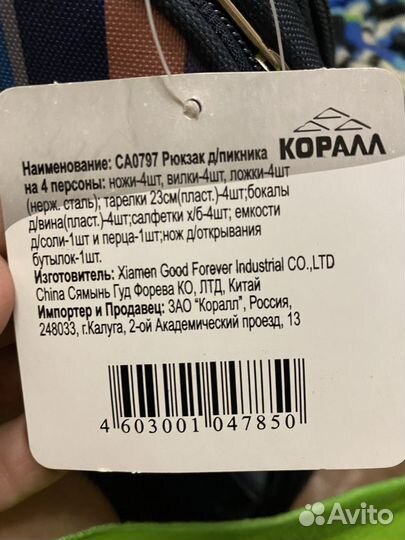 КОРАЛЛ
Наименование: CA0797 Рюкзак д/пикника
на 4 персоны: ножи-4шт, вилки-4шт, ложки-4шт
(нерж. сталь); тарелки 23см(пласт.)-4шт;бокалы
д/вина(пласт.)-4шт;салфетки х/б-4шт; емкости
д/соли-1шт и перца-1шт;нож д/открывания
бутылок-1шт.
Изготовитель: Xiamen Good Forever Industrial CO.,LTD
China Сямынь Гуд Форева КО, ЛТД, Китай
Импортер и Продавец: ЗАО "Коралл", Россия,
248033, г.Калуга, 2-ой Академический проезд, 13
4 603001 047850
Avito